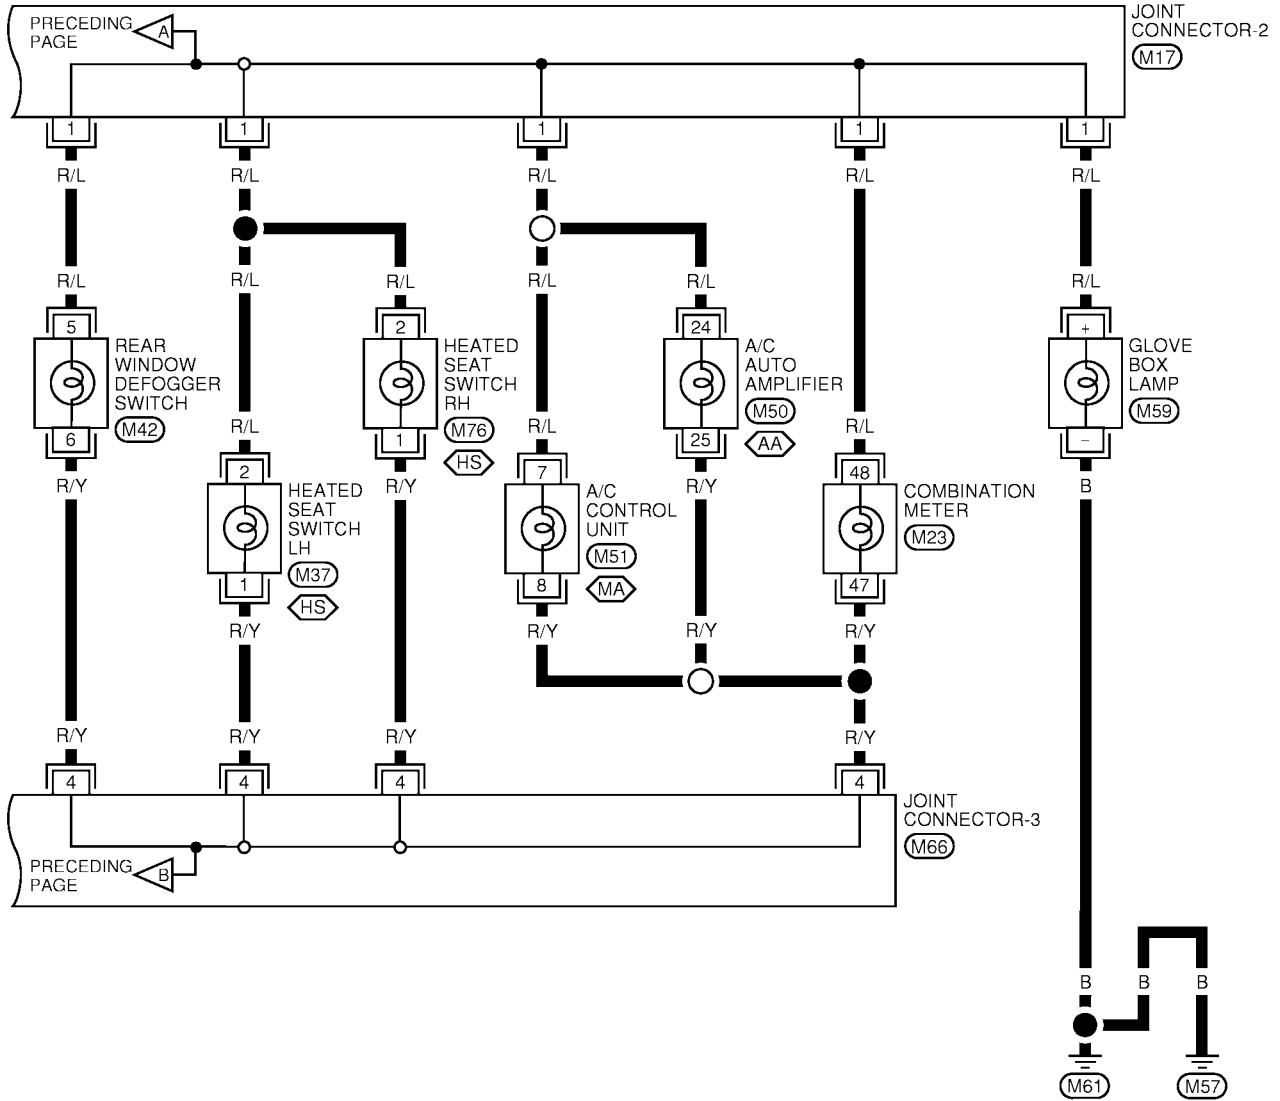 PRECEDING
PAGE
A
JOINT
CONNECTOR-2
M17
1 1 1 1 1
R/L R/L R/L R/L R/L
R/L R/L R/L R/L R/L R/L
5
REAR
WINDOW
DEFOGGER
SWITCH
M42
6
R/Y
2
HEATED
SEAT
SWITCH
RH
M76
1
HS
R/Y
24
A/C
AUTO
AMPLIFIER
M50
25
AA
R/Y
+
GLOVE
BOX
LAMP
M59
–
B
R/L R/L R/L
2
HEATED
SEAT
SWITCH
LH
M37
1
HS
R/Y
7
A/C
CONTROL
UNIT
M51
8
MA
R/Y
R/Y
48
COMBINATION
METER
M23
47
R/Y
R/Y R/Y R/Y R/Y
4 4 4 4
JOINT
CONNECTOR-3
M66
PRECEDING
PAGE
B
B B B
M61 M57